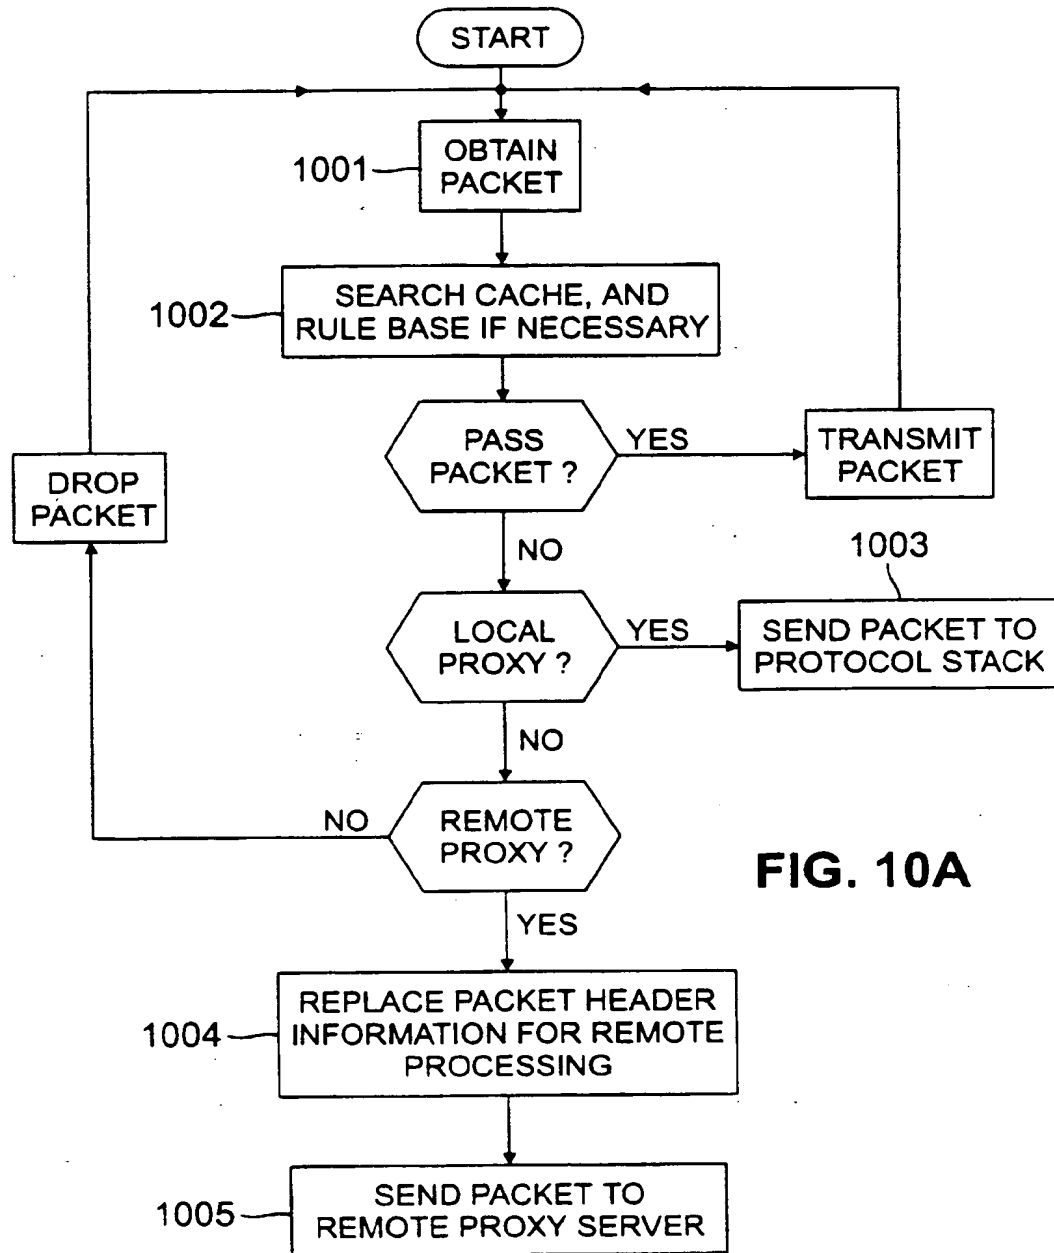 START
OBTAIN
PACKET
1001
SEARCH CACHE, AND
RULE BASE IF NECESSARY
1002
PASS
PACKET ?
YES
TRANSMIT
PACKET
DROP
PACKET
NO
1003
LOCAL
PROXY ?
YES
SEND PACKET TO
PROTOCOL STACK
NO
REMOTE
PROXY ?
NO
FIG. 10A
YES
REPLACE PACKET HEADER
INFORMATION FOR REMOTE
PROCESSING
1004
SEND PACKET TO
REMOTE PROXY SERVER
1005